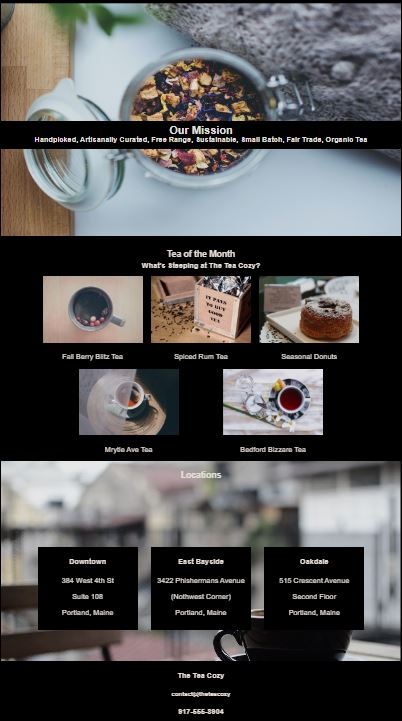 Our Mission
Handpicked, Artisanally Curated, Free Range, Sustainable, Small Batch, Fair Trade, Organic Tea
Tea of the Month
What's Steeping at The Tea Cozy?
IT PAYS
TO BUY
GOOD
TEA
Fall Berry Blitz Tea
Spiced Rum Tea
Seasonal Donuts
Mrytle Ave Tea
Bedford Bizzare Tea
Locations
Downtown
384 West 4th St
Suite 108
Portland, Maine
East Bayside
3422 Phishermans Avenue
(Nothwest Corner)
Portland, Maine
Oakdale
515 Crescent Avenue
Second Floor
Portland, Maine
The Tea Cozy
contact@theteacozy
917-555-8904